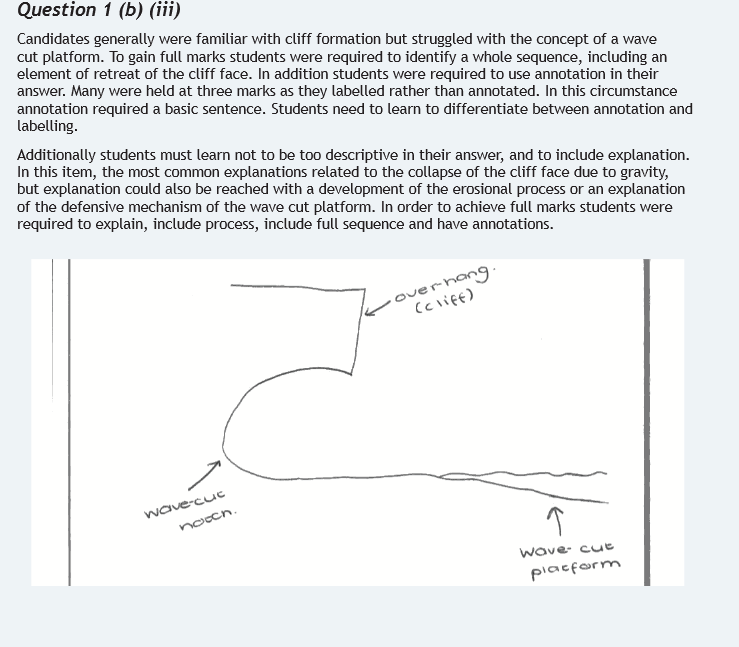 Question 1 (b) (iii)
Candidates generally were familiar with cliff formation but struggled with the concept of a wave
cut platform. To gain full marks students were required to identify a whole sequence, including an
element of retreat of the cliff face. In addition students were required to use annotation in their
answer. Many were held at three marks as they labelled rather than annotated. In this circumstance
annotation required a basic sentence. Students need to learn to differentiate between annotation and
labelling.
Additionally students must learn not to be too descriptive in their answer, and to include explanation.
In this item, the most common explanations related to the collapse of the cliff face due to gravity,
but explanation could also be reached with a development of the erosional process or an explanation
of the defensive mechanism of the wave cut platform. In order to achieve full marks students were
required to explain, include process, include full sequence and have annotations.
overhang.
(cliff)
wave-cut
notch.
wave-cut
platform